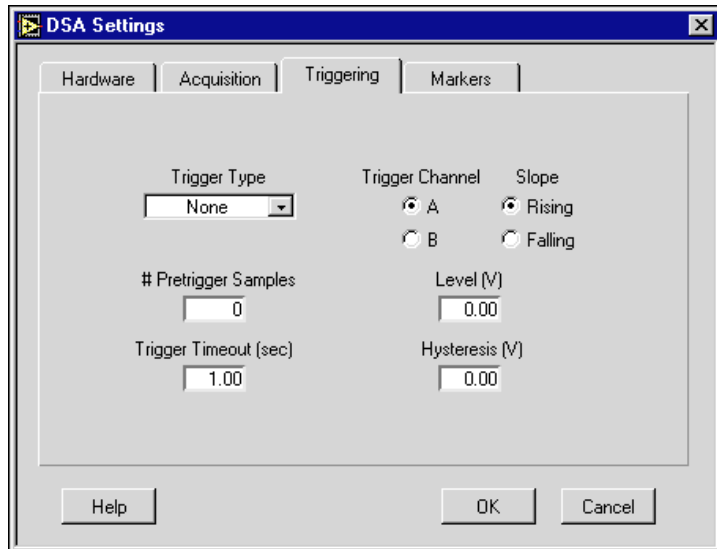 DSA Settings
Hardware
Acquisition
Triggering
Markers
Trigger Type
None
Trigger Channel
A
B
Slope
Rising
Falling
# Pretrigger Samples
0
Level (V)
0.00
Trigger Timeout (sec)
1.00
Hysteresis (V)
0.00
Help
OK
Cancel